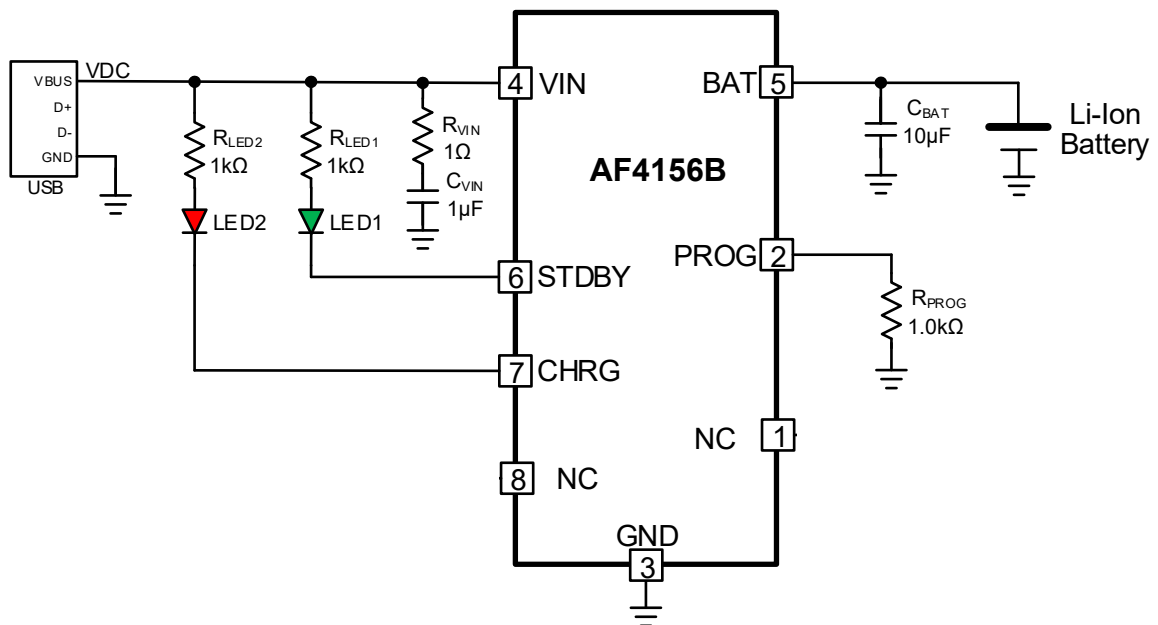 VBUS
D+
D-
GND
USB
VDC
RLED2
1kΩ
LED2
RLED1
1kΩ
LED1
RVIN
1Ω
CVIN
1µF
4 VIN
6 STDBY
7 CHRG
8 NC
AF4156B
BAT 5
PROG 2
NC 1
GND
3
CBAT
10µF
Li-Ion
Battery
RPROG
1.0kΩ